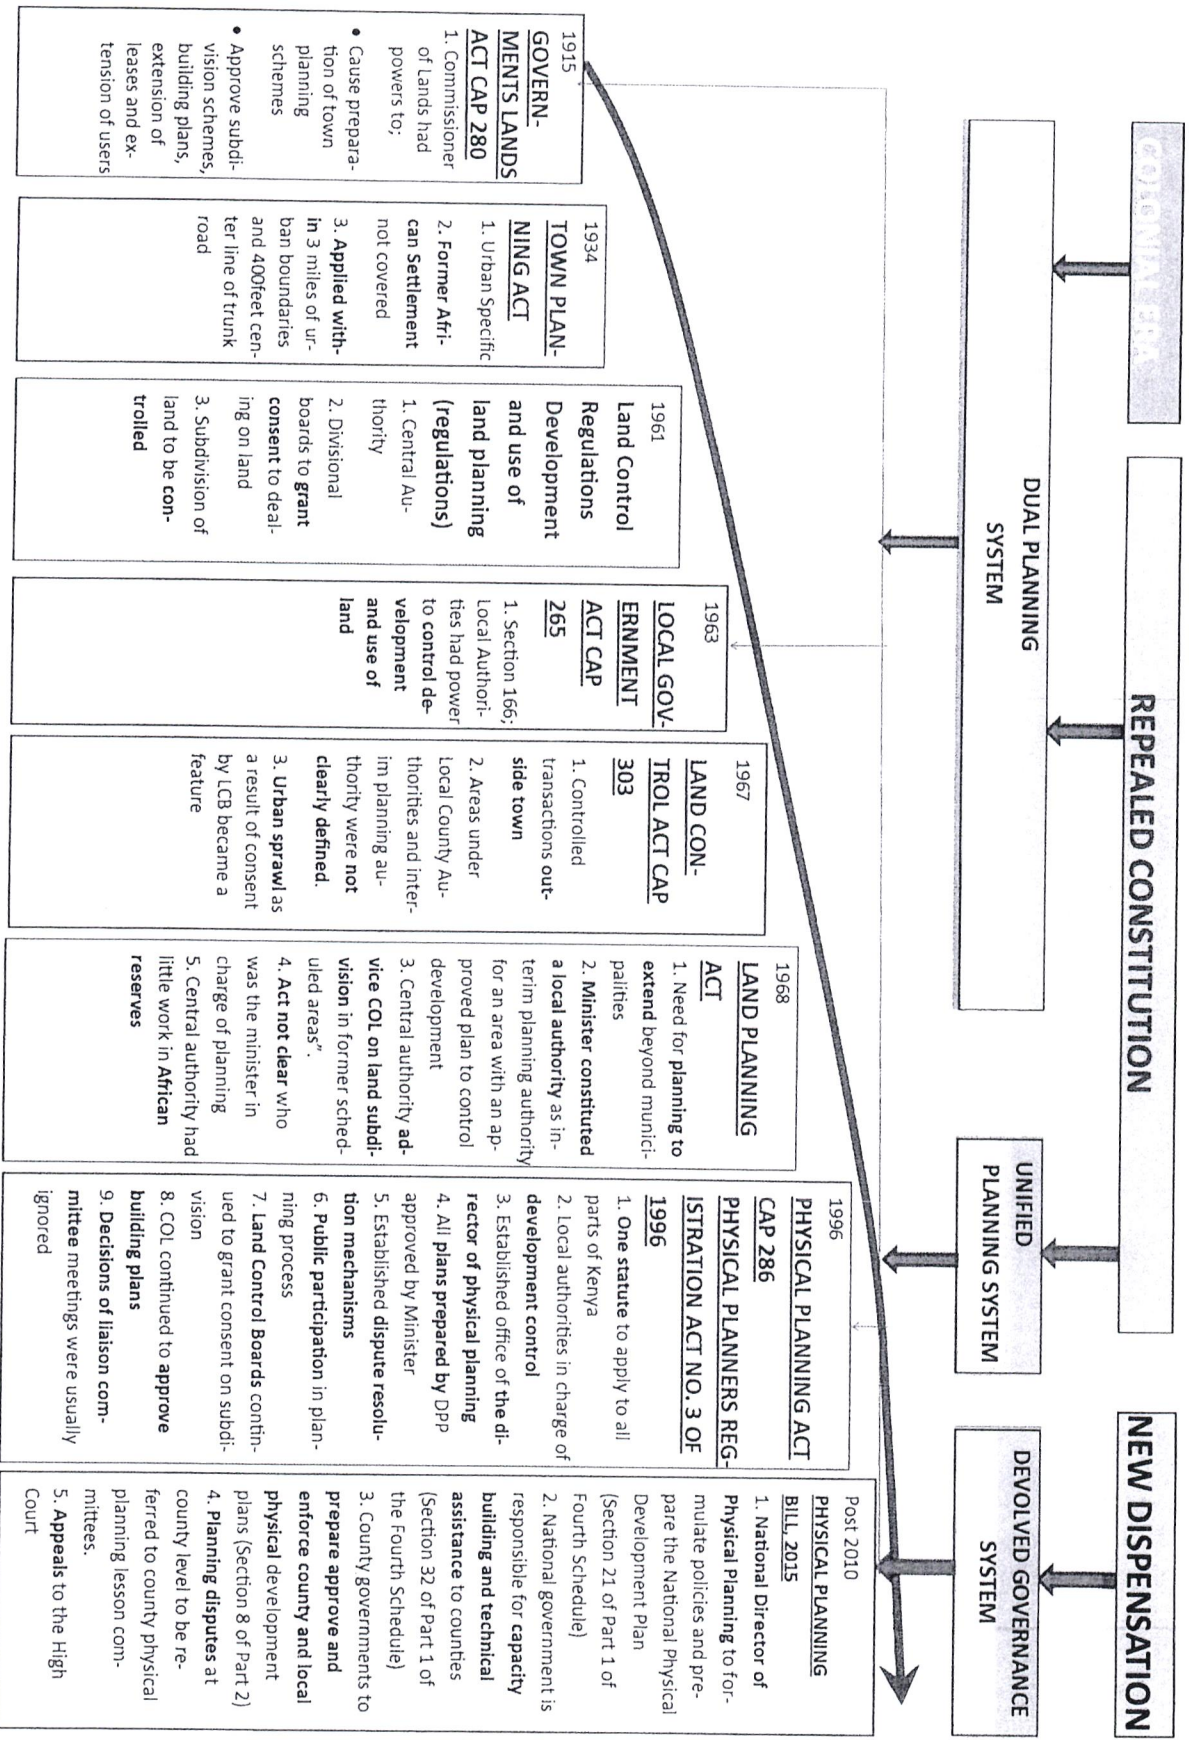 COLONIAL ERA
REPEALED CONSTITUTION
NEW DISPENSATION
DUAL PLANNING
SYSTEM
UNIFIED
PLANNING SYSTEM
DEVOLVED GOVERNANCE
SYSTEM
1915
GOVERN-
MENTS LANDS
ACT CAP 280
1. Commissioner
of Lands had
powers to;
• Cause prepara-
tion of town
planning
schemes
• Approve subdi-
vision schemes,
building plans,
extension of
leases and ex-
tension of users
1934
TOWN PLAN-
NING ACT
1. Urban Specific
2. Former Afri-
can Settlement
not covered
3. Applied with-
in 3 miles of ur-
ban boundaries
and 400feet cen-
ter line of trunk
road
1961
Land Control
Regulations
Development
and use of
land planning
(regulations)
1. Central Au-
thority
2. Divisional
boards to grant
consent to deal-
ing on land
3. Subdivision of
land to be con-
trolled
1963
LOCAL GOV-
ERNMENT
ACT CAP
265
1. Section 166;
Local Authori-
ties had power
to control de-
velopment
and use of
land
1967
LAND CON-
TROL ACT CAP
303
1. Controlled
transactions out-
side town
2. Areas under
Local County Au-
thorities and inter-
im planning au-
thority were not
clearly defined.
3. Urban sprawl as
a result of consent
by LCB became a
feature
1968
LAND PLANNING
ACT
1. Need for planning to
extend beyond munici-
palities
2. Minister constituted
a local authority as in-
terim planning authority
for an area with an ap-
proved plan to control
development
3. Central authority ad-
vice COL on land subdi-
vision in former sched-
uled areas".
4. Act not clear who
was the minister in
charge of planning
5. Central authority had
little work in African
reserves
1996
PHYSICAL PLANNING ACT
CAP 286
PHYSICAL PLANNERS REG-
ISTRATION ACT NO. 3 OF
1996
1. One statute to apply to all
parts of Kenya
2. Local authorities in charge of
development control
3. Established office of the di-
rector of physical planning
4. All plans prepared by DPP
approved by Minister
5. Established dispute resolu-
tion mechanisms
6. Public participation in plan-
ning process
7. Land Control Boards contin-
ued to grant consent on subdi-
vision
8. COL continued to approve
building plans
9. Decisions of liaison com-
mittee meetings were usually
ignored
Post 2010
PHYSICAL PLANNING
BILL, 2015
1. National Director of
Physical Planning to for-
mulate policies and pre-
pare the National Physical
Development Plan
(Section 21 of Part 1 of
Fourth Schedule)
2. National government is
responsible for capacity
building and technical
assistance to counties
(Section 32 of Part 1 of
the Fourth Schedule)
3. County governments to
prepare approve and
enforce county and local
physical development
plans (Section 8 of Part 2)
4. Planning disputes at
county level to be re-
ferred to county physical
planning lesson com-
mittees.
5. Appeals to the High
Court